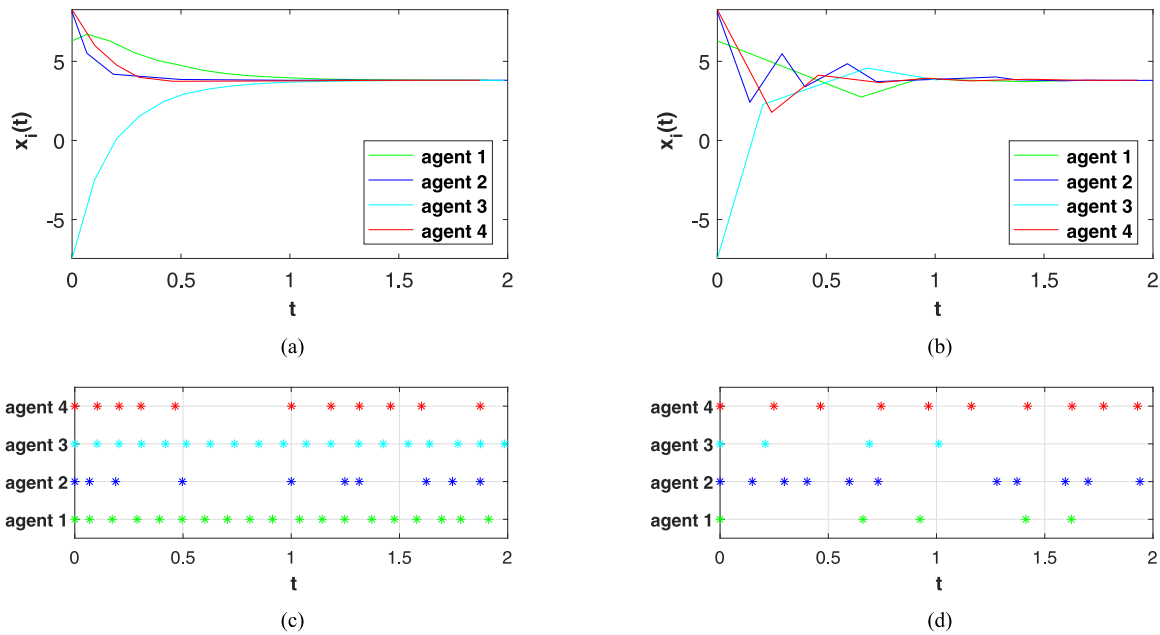 5
0
-5
x_i(t)
agent 1
agent 2
agent 3
agent 4
0 0.5 1 1.5 2
t
(a)
5
0
-5
x_i(t)
agent 1
agent 2
agent 3
agent 4
0 0.5 1 1.5 2
t
(b)
agent 4
agent 3
agent 2
agent 1
0 0.5 1 1.5 2
t
(c)
agent 4
agent 3
agent 2
agent 1
0 0.5 1 1.5 2
t
(d)